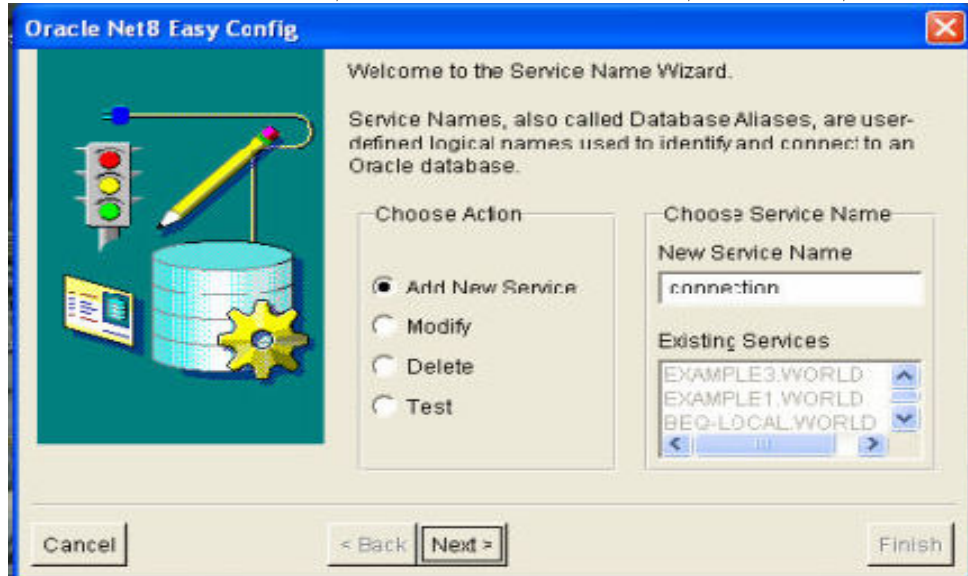 Oracle Net8 Easy Config
Welcome to the Service Name Wizard.
Service Names, also called Database Aliases, are user-
defined logical names used to identify and connect to an
Oracle database.
Choose Action
Add New Service
Modify
Delete
Test
Choose Service Name
New Service Name
connection
Existing Services
EXAMPLE3.WORLD
EXAMPLE1.WORLD
BEQ-LOCAL.WORLD
Cancel
< Back
Next >
Finish